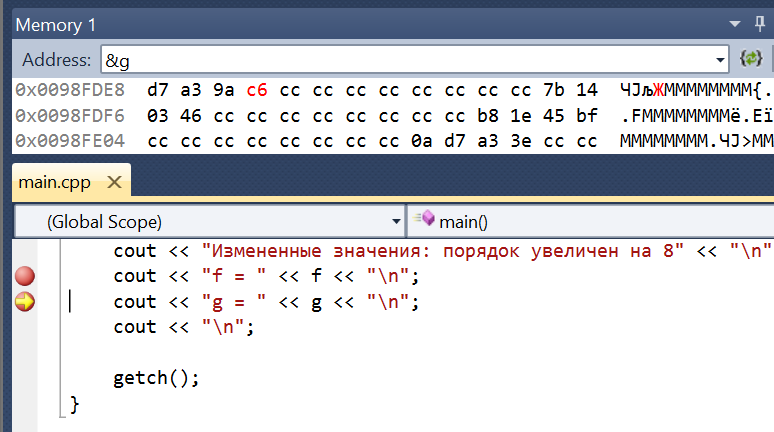 Memory 1
Address: &g
0x0098FDE8 d7 a3 9a c6 cc cc cc cc cc cc cc cc 7b 14 ЧЈљЖММММММММ{.
0x0098FDF6 03 46 cc cc cc cc cc cc cc cc b8 1e 45 bf .FММММММММё.Eї
0x0098FE04 cc cc cc cc cc cc cc cc 0a d7 a3 3e cc cc ММММММММ.ЧЈ>ММ
main.cpp
(Global Scope) main()
cout << "Измененные значения: порядок увеличен на 8" << "\n"
cout << "f = " << f << "\n";
cout << "g = " << g << "\n";
cout << "\n";
getch();
}